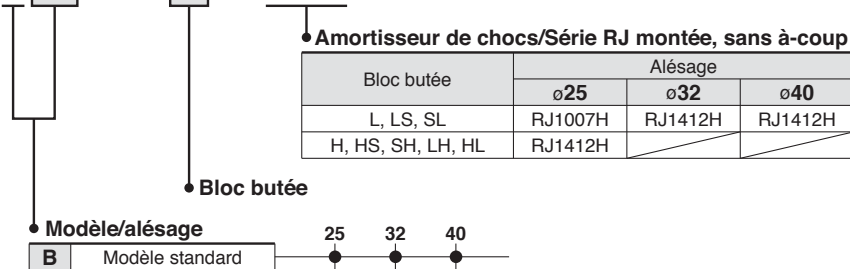 Amortisseur de chocs/Série RJ montée, sans à-coup
Bloc butée Alésage
ø25 ø32 ø40
L, LS, SL RJ1007H RJ1412H RJ1412H
H, HS, SH, LH, HL RJ1412H
Bloc butée
Modèle/alésage 25 32 40
B Modèle standard